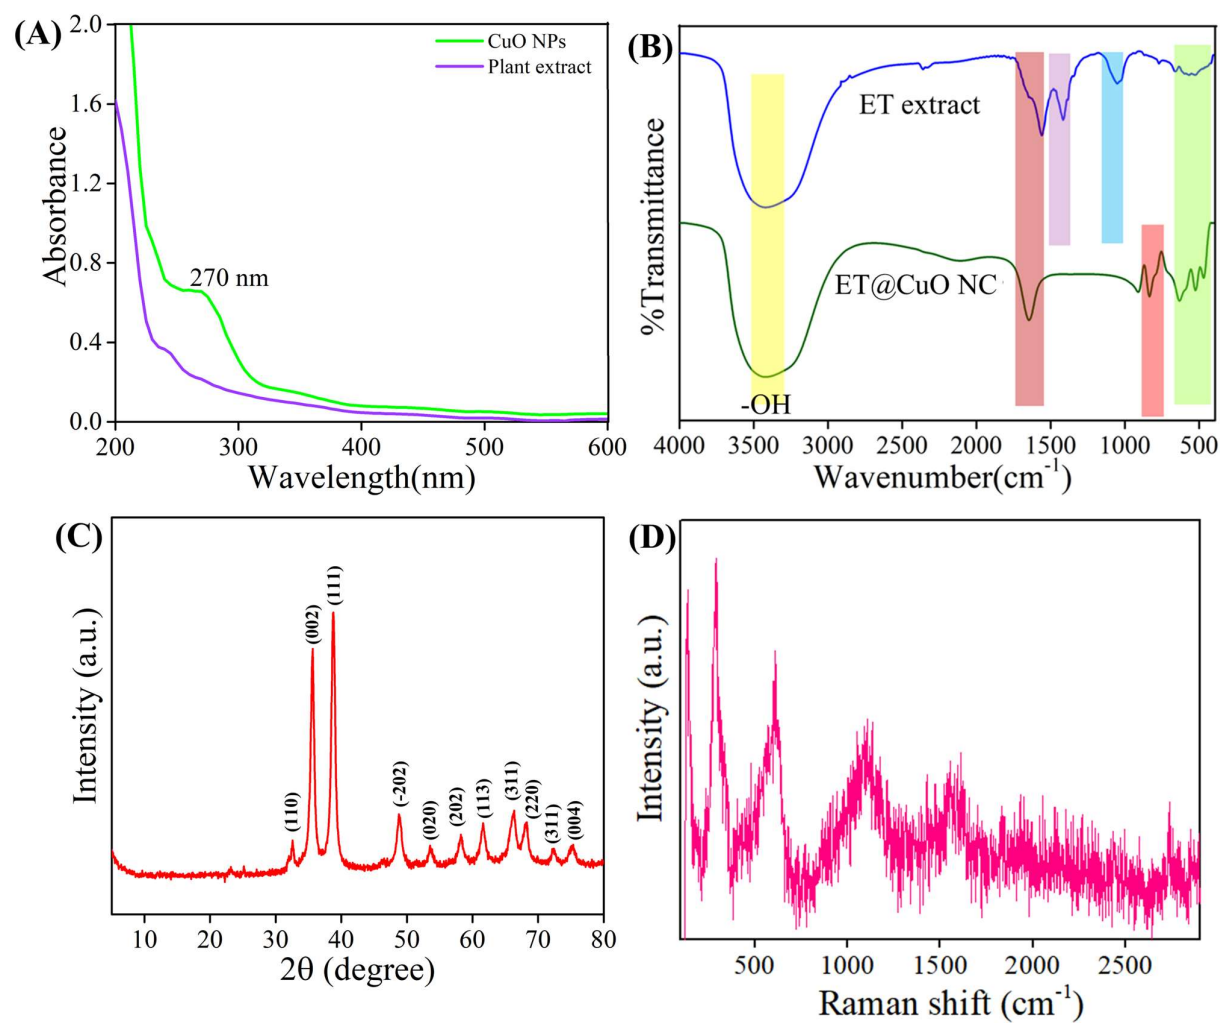 (A)
2.0
1.6
1.2
0.8
0.4
0.0
Absorbance
CuO NPs
Plant extract
270 nm
200 300 400 500 600
Wavelength(nm)
(B)
%Transmittance
ET extract
ET@CuO NC
-OH
4000 3500 3000 2500 2000 1500 1000 500
Wavenumber(cm⁻¹)
(C)
Intensity (a.u.)
(110)
(002)
(111)
(-202)
(020)
(202)
(113)
(311)
(220)
(311)
(004)
10 20 30 40 50 60 70 80
2θ (degree)
(D)
Intensity (a.u.)
500 1000 1500 2000 2500
Raman shift (cm⁻¹)